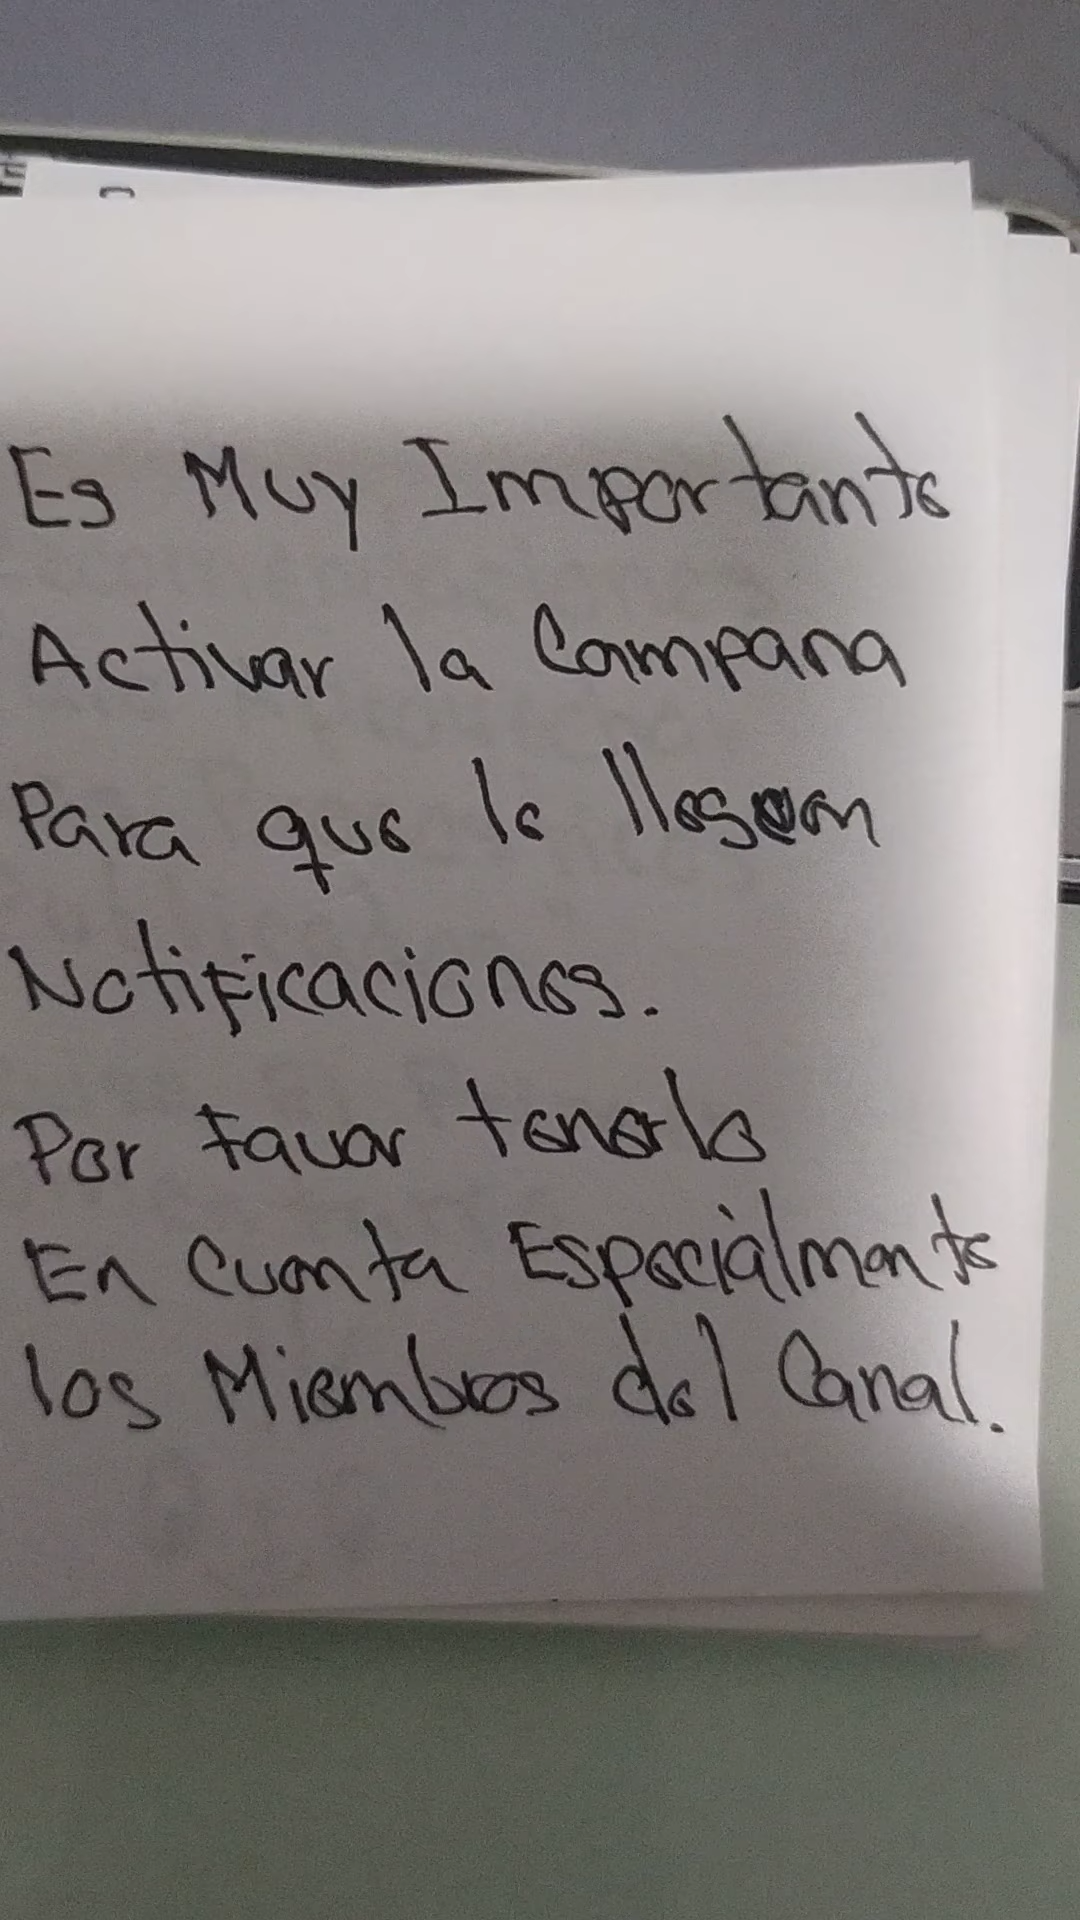 Es Muy Importante
Activar la Campana
Para que le llegen
Notificaciones.
Por Favor tenerlo
En Cuenta Especialmente
los Miembros del Canal.